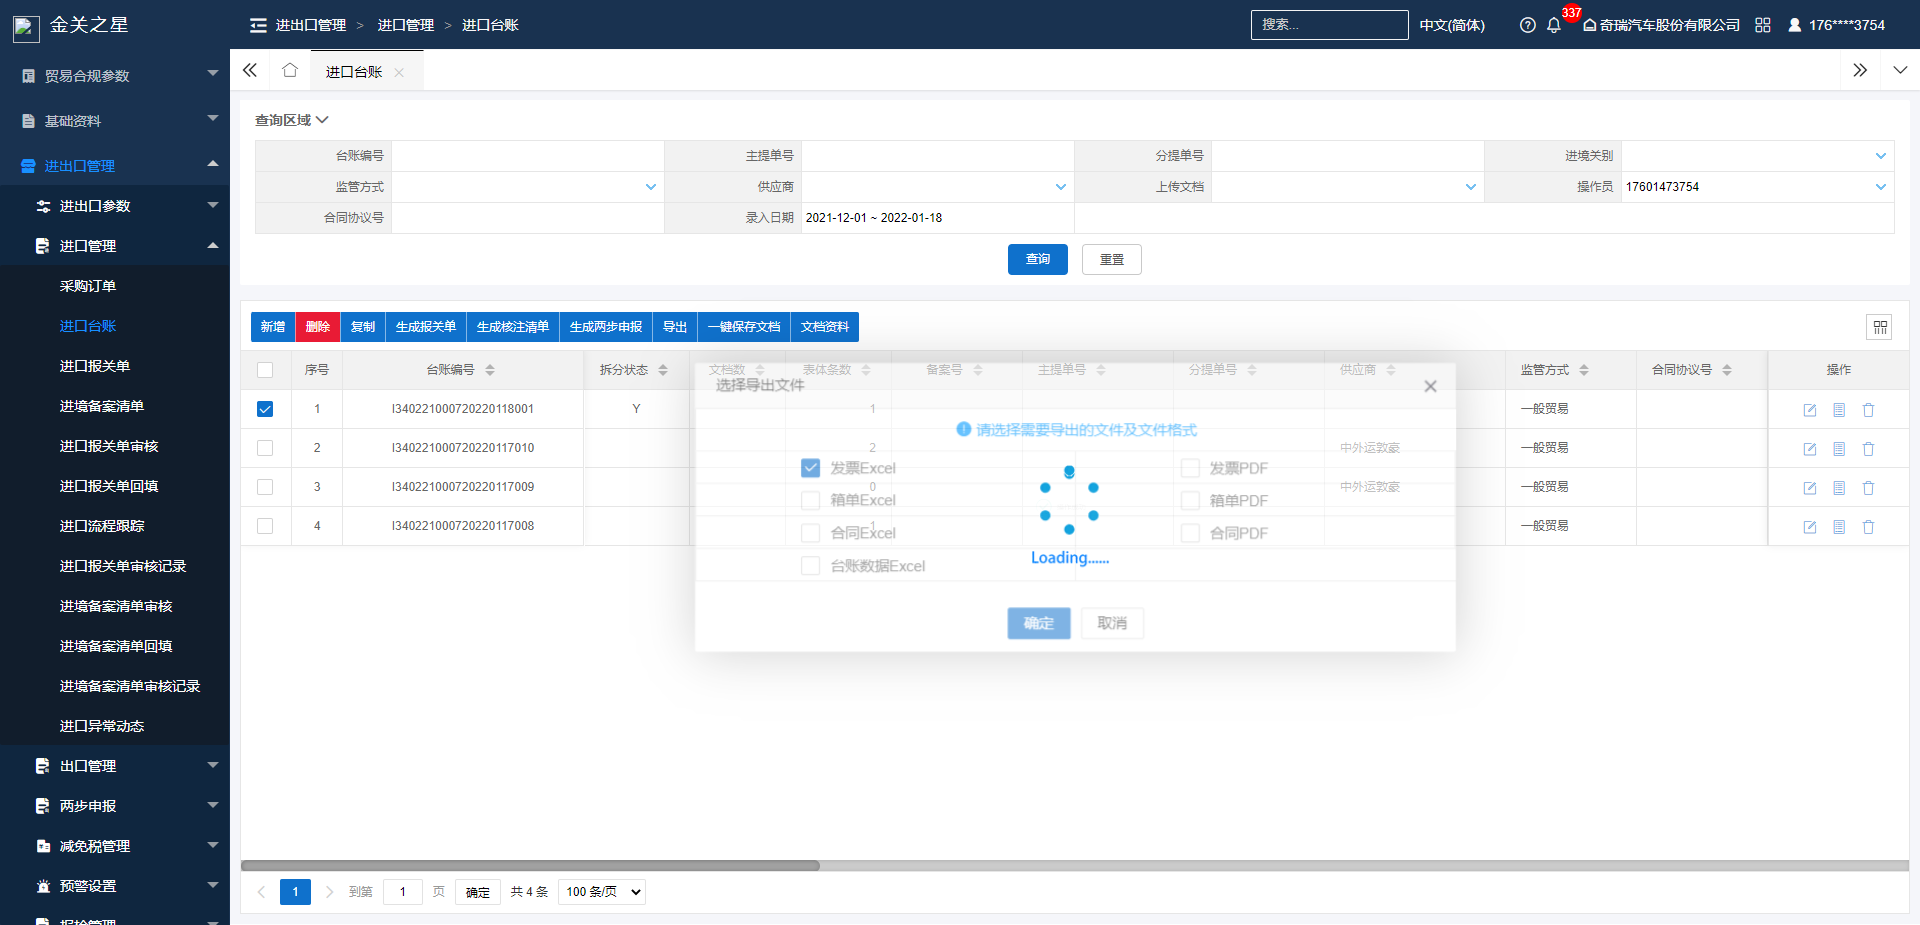 金关之星
进出口管理 > 进口管理 > 进口台账
搜索...
中文(简体)
337
奇瑞汽车股份有限公司
176****3754
贸易合规参数
基础资料
进出口管理
进出口参数
进口管理
采购订单
进口台账
进口报关单
进境备案清单
进口报关单审核
进口报关单回填
进口流程跟踪
进口报关单审核记录
进境备案清单审核
进境备案清单回填
进境备案清单审核记录
进口异常动态
出口管理
两步申报
减免税管理
预警设置
报检管理
进口台账
查询区域
台账编号 主提单号 分提单号 进境关别
监管方式 供应商 上传文档 操作员 17601473754
合同协议号 录入日期 2021-12-01 ~ 2022-01-18
查询 重置
新增 删除 复制 生成报关单 生成核注清单 生成两步申报 导出 一键保存文档 文档资料
序号 台账编号 拆分状态 文档数 表体条数 备案号 主提单号 分提单号 供应商 监管方式 合同协议号 操作
1 I340221000720220118001 Y 1 一般贸易
2 I340221000720220117010 2 中外运敦豪 一般贸易
3 I340221000720220117009 0 中外运敦豪 一般贸易
4 I340221000720220117008 1 一般贸易
选择导出文件
请选择需要导出的文件及文件格式
发票Excel 发票PDF
箱单Excel 箱单PDF
合同Excel 合同PDF
台账数据Excel
Loading......
确定 取消
1 到第 1 页 确定 共 4 条 100 条/页